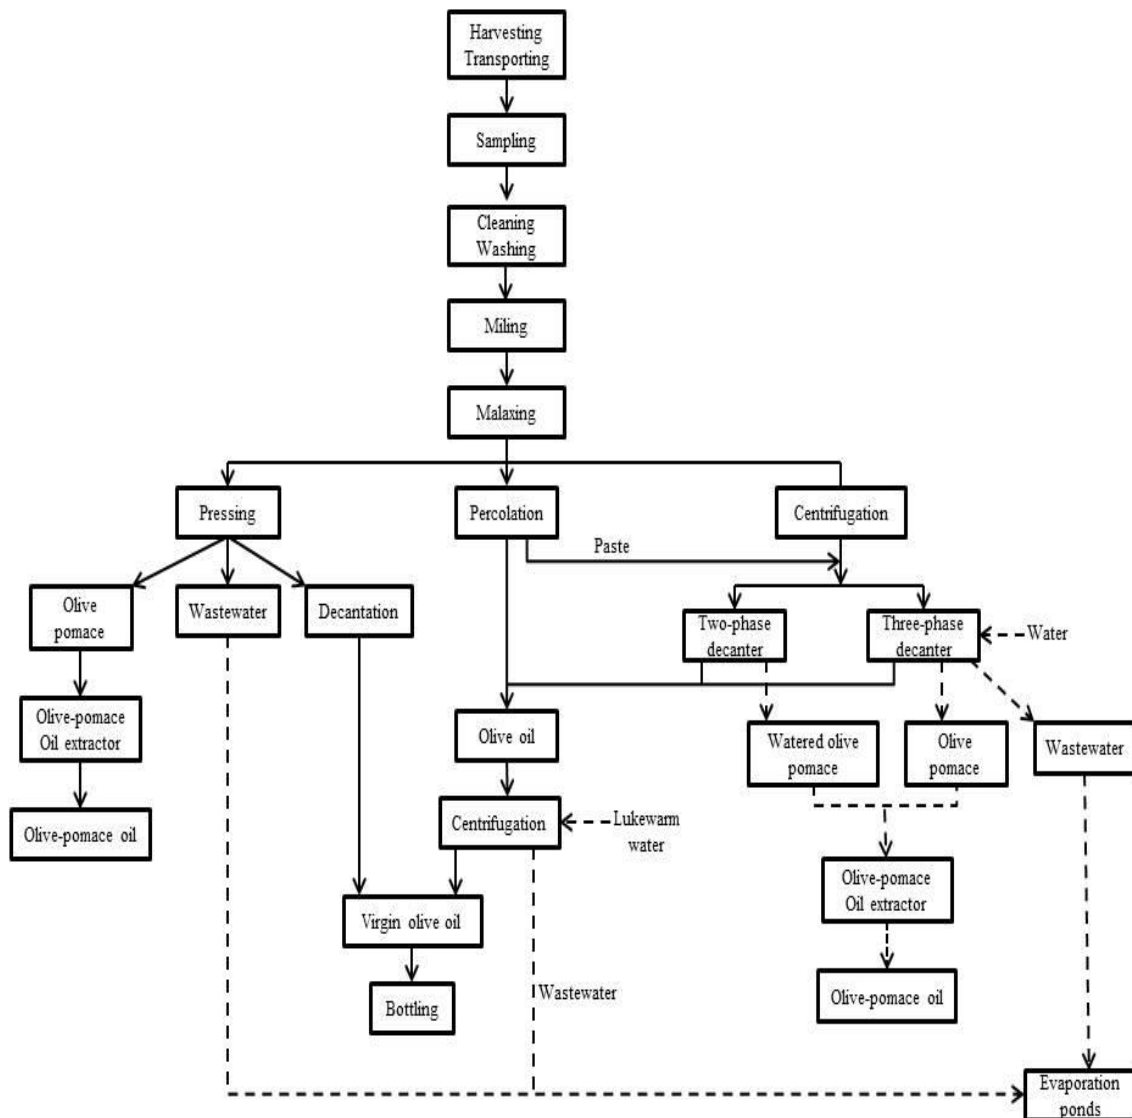 Harvesting
Transporting
Sampling
Cleaning
Washing
Miling
Malaxing
Pressing
Percolation
Centrifugation
Paste
Olive
pomace
Wastewater
Decantation
Two-phase
decanter
Three-phase
decanter
Water
Olive-pomace
Oil extractor
Olive oil
Watered olive
pomace
Olive
pomace
Wastewater
Olive-pomace oil
Centrifugation
Lukewarm
water
Olive-pomace
Oil extractor
Virgin olive oil
Wastewater
Bottling
Olive-pomace oil
Evaporation
ponds